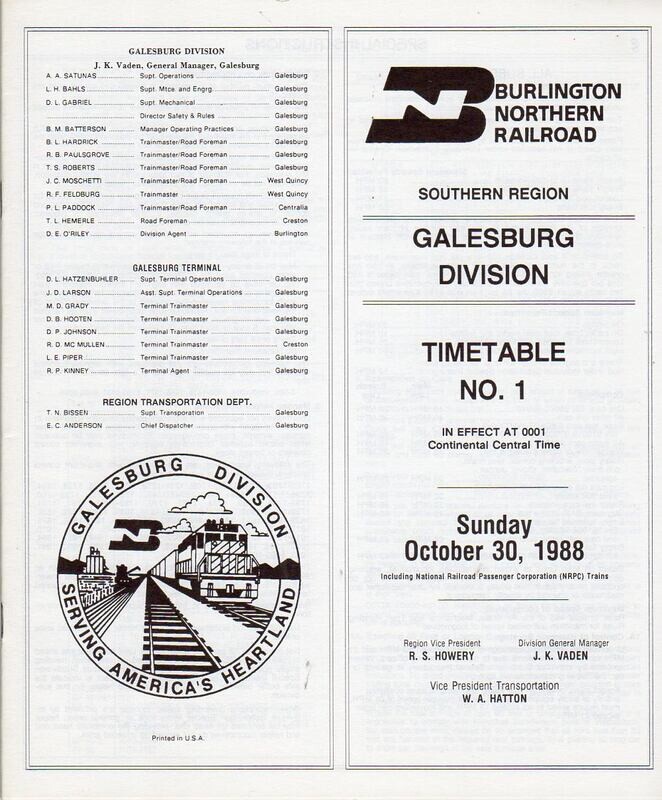 GALESBURG DIVISION
J. K. Vaden, General Manager, Galesburg
A. A. SATUNAS Supt. Operations Galesburg
L. H. BAHLS Supt. Mtce. and Engrg. Galesburg
D. L. GABRIEL Supt. Mechanical Galesburg
Director Safety & Rules Galesburg
B. M. BATTERSON Manager Operating Practices Galesburg
B. L. HARDRICK Trainmaster/Road Foreman Galesburg
R. B. PAULSGROVE Trainmaster/Road Foreman Galesburg
T. S. ROBERTS Trainmaster/Road Foreman Galesburg
J. C. MOSCHETTI Trainmaster/Road Foreman West Quincy
R. F. FELDBURG Trainmaster West Quincy
P. L. PADDOCK Trainmaster/Road Foreman Centralia
T. L. HEMERLE Road Foreman Creston
D. E. O'RILEY Division Agent Burlington
GALESBURG TERMINAL
D. L. HATZENBUHLER Supt. Terminal Operations Galesburg
J. D. LARSON Asst. Supt. Terminal Operations Galesburg
M. D. GRADY Terminal Trainmaster Galesburg
D. B. HOOTEN Terminal Trainmaster Galesburg
D. P. JOHNSON Terminal Trainmaster Galesburg
R. D. MC MULLEN Terminal Trainmaster Creston
L. E. PIPER Terminal Trainmaster Galesburg
R. P. KINNEY Terminal Agent Galesburg
REGION TRANSPORTATION DEPT.
T. N. BISSEN Supt. Transportation Galesburg
E. C. ANDERSON Chief Dispatcher Galesburg
GALESBURG DIVISION
BN
SERVING AMERICA'S HEARTLAND
Printed in U.S.A.
BN
BURLINGTON
NORTHERN
RAILROAD
SOUTHERN REGION
GALESBURG
DIVISION
TIMETABLE
NO. 1
IN EFFECT AT 0001
Continental Central Time
Sunday
October 30, 1988
Including National Railroad Passenger Corporation (NRPC) Trains
Region Vice President Division General Manager
R. S. HOWERY J. K. VADEN
Vice President Transportation
W. A. HATTON